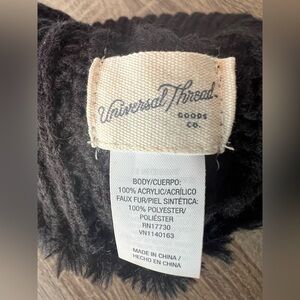 Universal Thread
GOODS
CO.
BODY/CUERPO:
100% ACRYLIC/ACRÍLICO
FAUX FUR/PIEL SINTÉTICA:
100% POLYESTER/
POLIÉSTER
RN17730
VN1140163
MADE IN CHINA /
HECHO EN CHINA